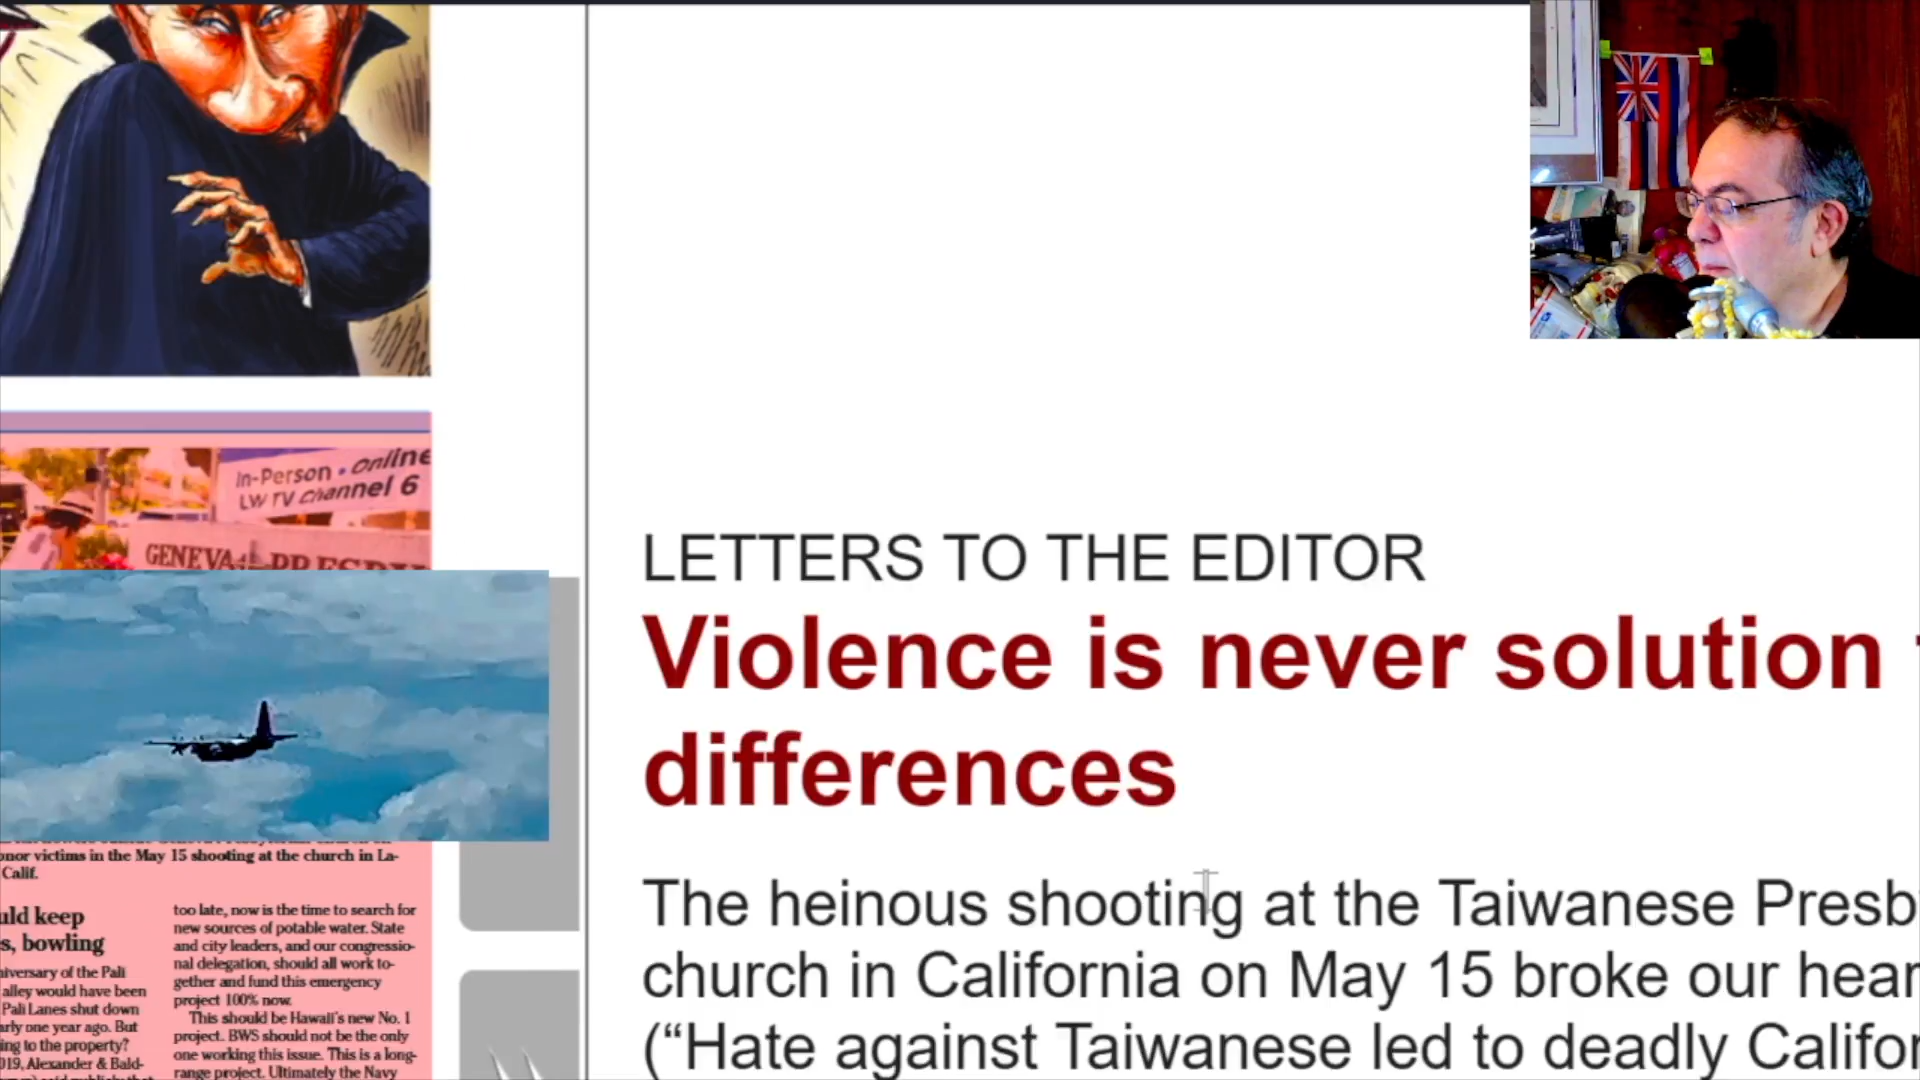 In-Person • Online
LW TV Channel 6
GENEVA
onor victims in the May 15 shooting at the church in La-
Calif.
uld keep
s, bowling
niversary of the Pali
alley would have been
Pali Lanes shut down
arly one year ago. But
ing to the property?
019, Alexander & Bald-
too late, now is the time to search for
new sources of potable water. State
and city leaders, and our congressio-
nal delegation, should all work to-
gether and fund this emergency
project 100% now.
This should be Hawaii's new No. 1
project. BWS should not be the only
one working this issue. This is a long-
range project. Ultimately the Navy
LETTERS TO THE EDITOR
Violence is never solution
differences
The heinous shooting at the Taiwanese Presb
church in California on May 15 broke our hear
(“Hate against Taiwanese led to deadly Califor